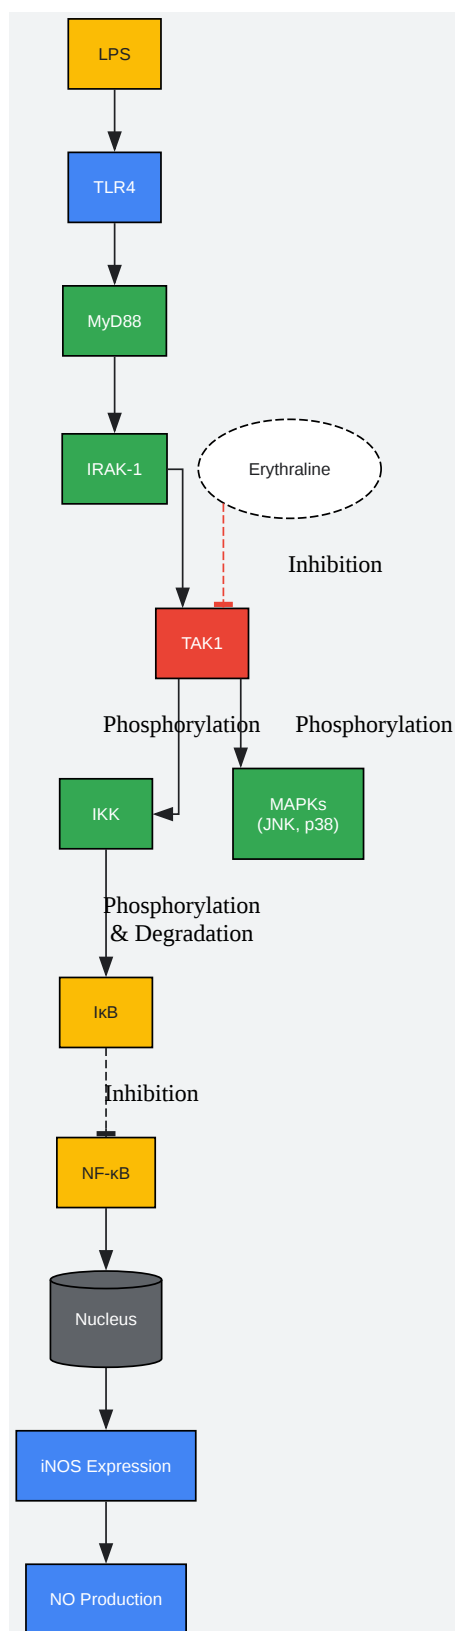 LPS
TLR4
MyD88
IRAK-1
Erythraline
Inhibition
TAK1
Phosphorylation
Phosphorylation
IKK
MAPKs
(JNK, p38)
Phosphorylation
& Degradation
IκB
Inhibition
NF-κB
Nucleus
iNOS Expression
NO Production